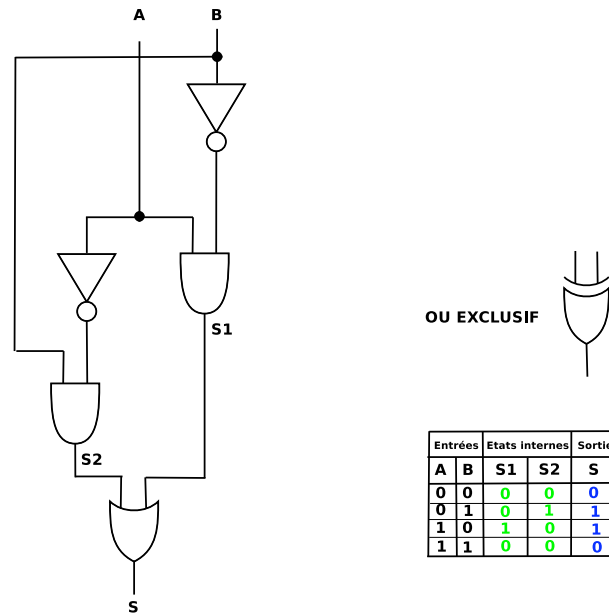 A B
S1
S2
S
OU EXCLUSIF
Entrées Etats internes
A B S1 S2 S
0 0 0 0 0
0 1 0 1 1
1 0 1 0 1
1 1 0 0 0